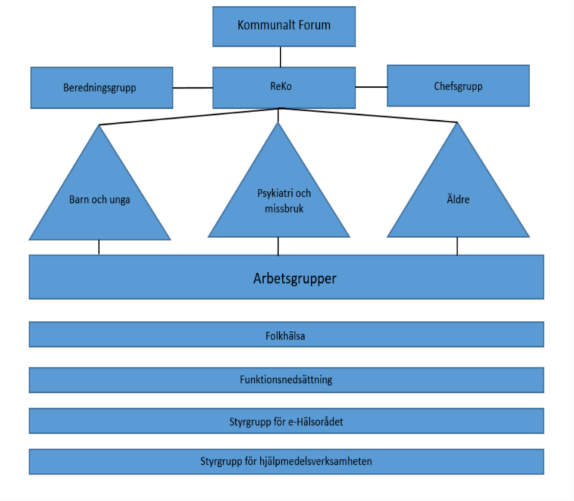 Kommunalt Forum
Beredningsgrupp
ReKo
Chefsgrupp
Barn och unga
Psykiatri och
missbruk
Äldre
Arbetsgrupper
Folkhälsa
Funktionsnedsättning
Styrgrupp för e-Hälsorådet
Styrgrupp för hjälpmedelsverksamheten